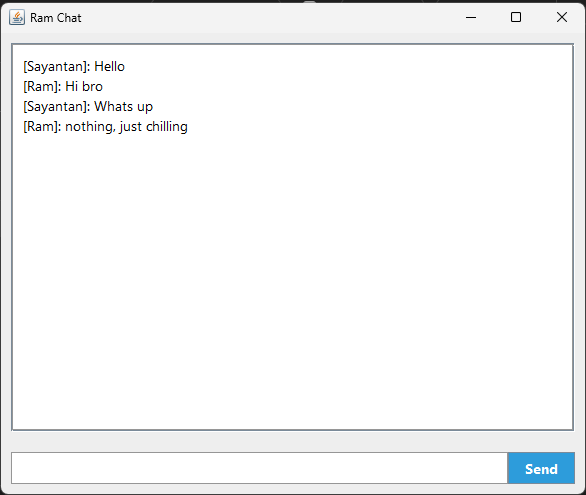 Ram Chat
[Sayantan]: Hello
[Ram]: Hi bro
[Sayantan]: Whats up
[Ram]: nothing, just chilling
Send